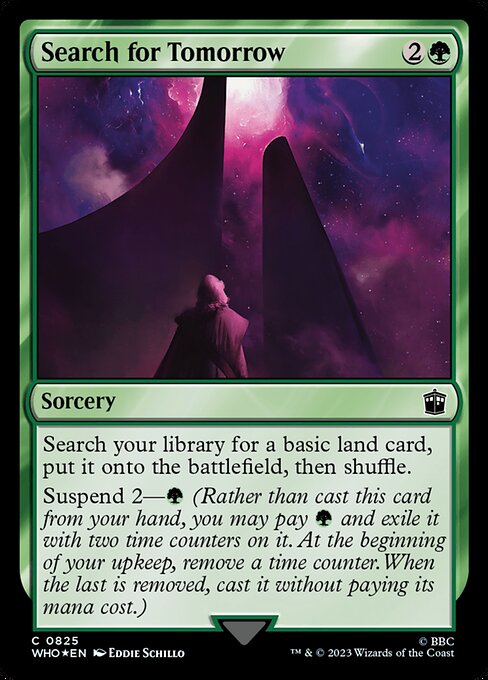 Search for Tomorrow 2
Sorcery
Search your library for a basic land card,
put it onto the battlefield, then shuffle.
Suspend 2— (Rather than cast this card
from your hand, you may pay and exile it
with two time counters on it. At the beginning
of your upkeep, remove a time counter. When
the last is removed, cast it without paying its
mana cost.)
C 0825
WHO★EN Eddie Schillo
© BBC
™ & © 2023 Wizards of the Coast